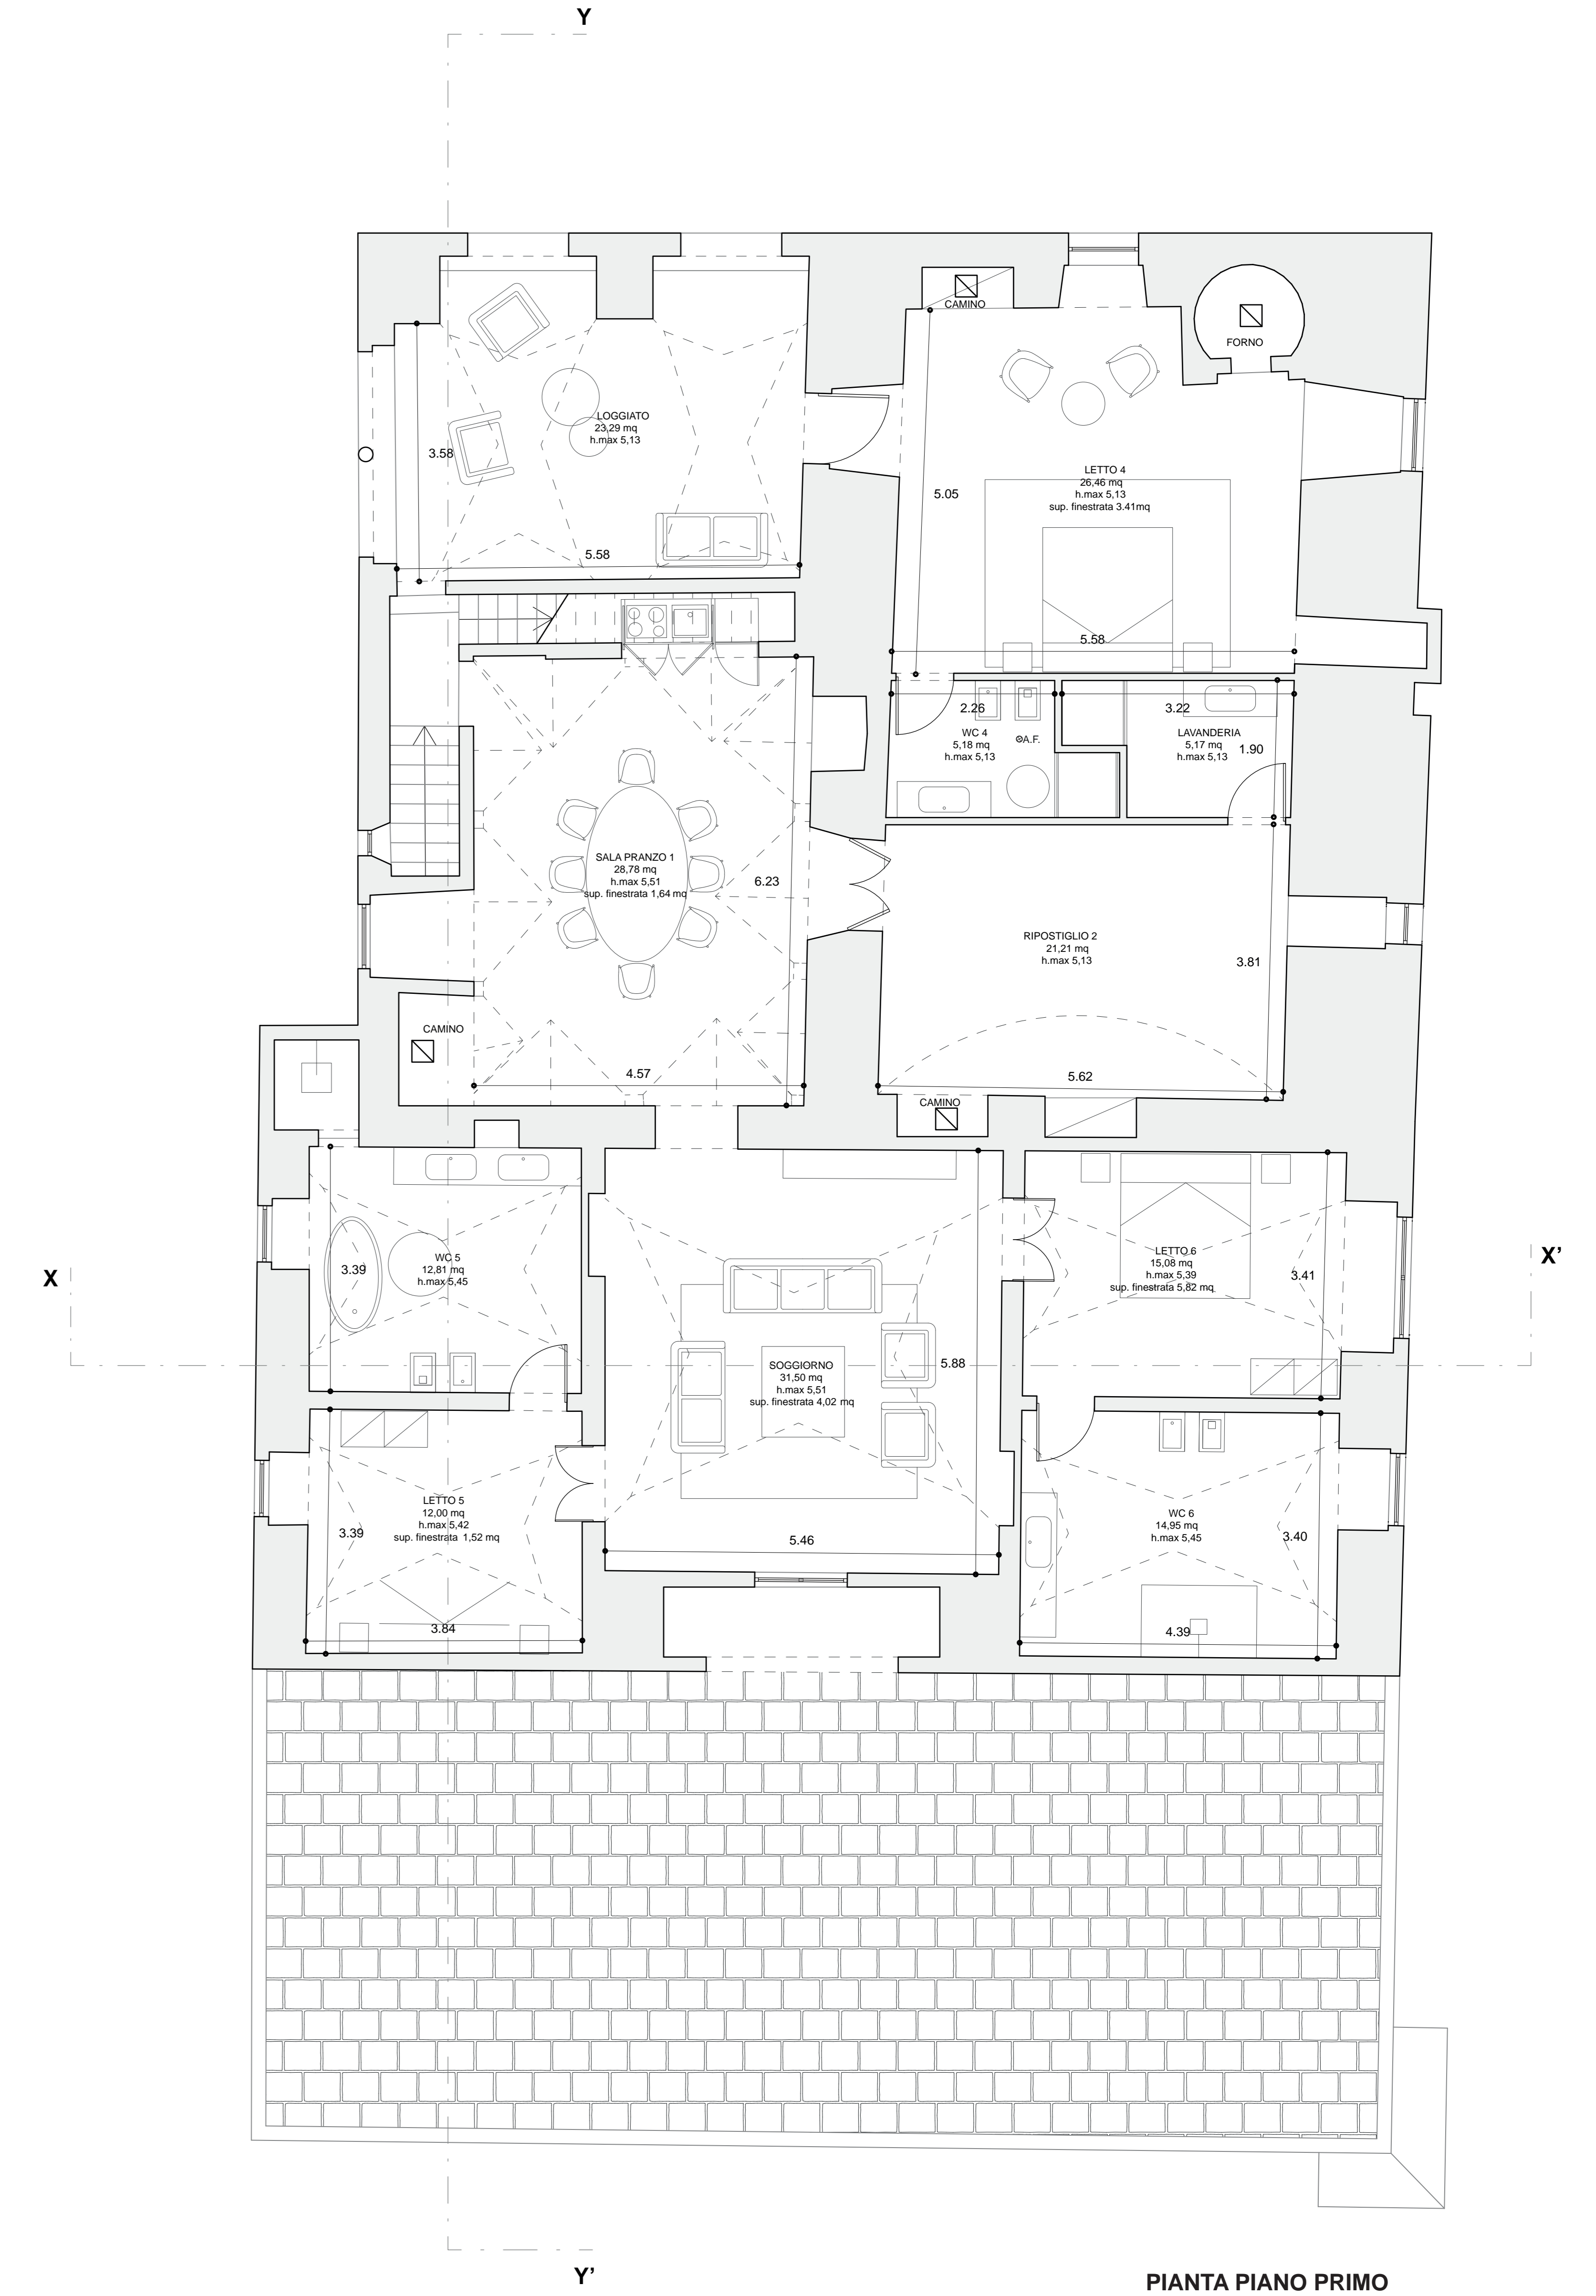 Y
CAMINO
FORNO
LOGGIATO
23,29 mq
h.max 5,13
3.58
5.58
LETTO 4
26,46 mq
h.max 5,13
sup. finestrata 3.41mq
5.05
5.58
2.26
WC 4
5,18 mq
h.max 5,13
A.F.
3.22
LAVANDERIA
5,17 mq
h.max 5,13
1.90
SALA PRANZO 1
28,78 mq
h.max 5,51
sup. finestrata 1,64 mq
6.23
4.57
CAMINO
RIPOSTIGLIO 2
21,21 mq
h.max 5,13
3.81
5.62
CAMINO
X
X’
WC 5
12,81 mq
h.max 5,45
3.39
SOGGIORNO
31,50 mq
h.max 5,51
sup. finestrata 4,02 mq
5.88
5.46
LETTO 6
15,08 mq
h.max 5,39
sup. finestrata 5,82 mq
3.41
LETTO 5
12,00 mq
h.max 5,42
sup. finestrata 1,52 mq
3.39
3.84
WC 6
14,95 mq
h.max 5,45
3.40
4.39
Y’
PIANTA PIANO PRIMO